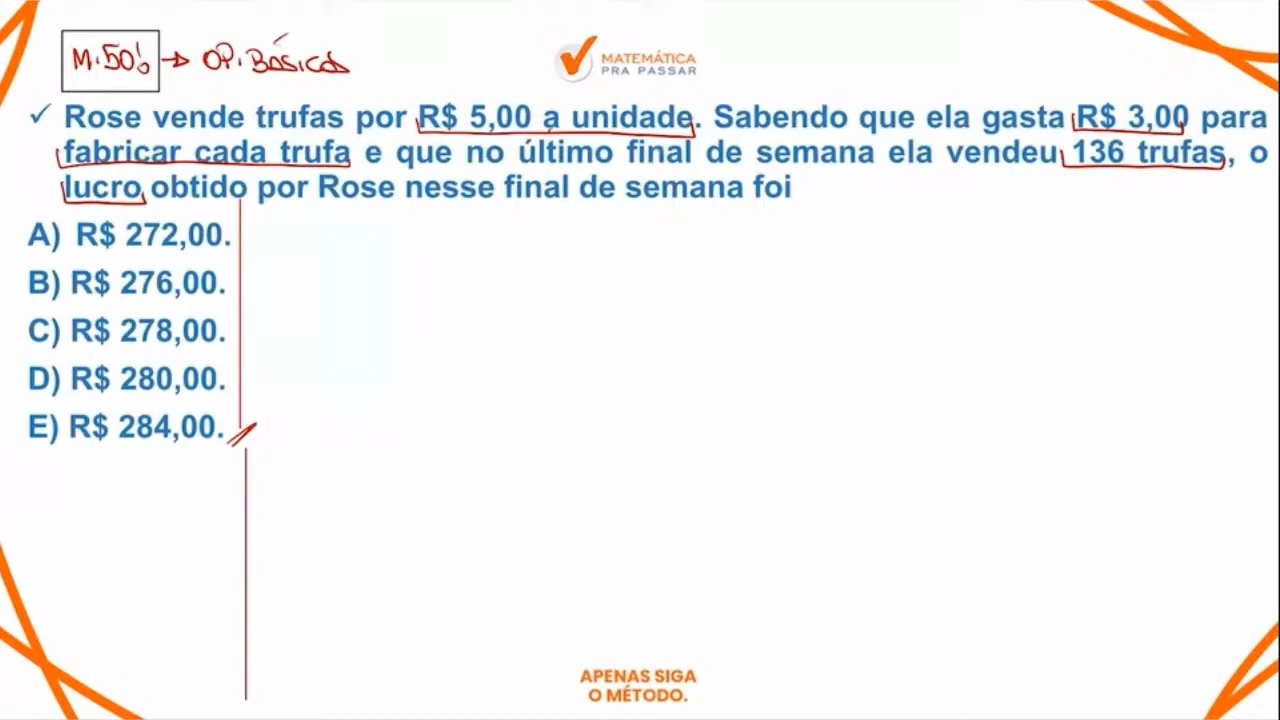 M.50% → OP. BÁSICAS
MATEMÁTICA
PRA PASSAR
✓ Rose vende trufas por R$ 5,00 a unidade. Sabendo que ela gasta R$ 3,00 para
fabricar cada trufa e que no último final de semana ela vendeu 136 trufas, o
lucro obtido por Rose nesse final de semana foi
A) R$ 272,00.
B) R$ 276,00.
C) R$ 278,00.
D) R$ 280,00.
E) R$ 284,00.
APENAS SIGA
O MÉTODO.